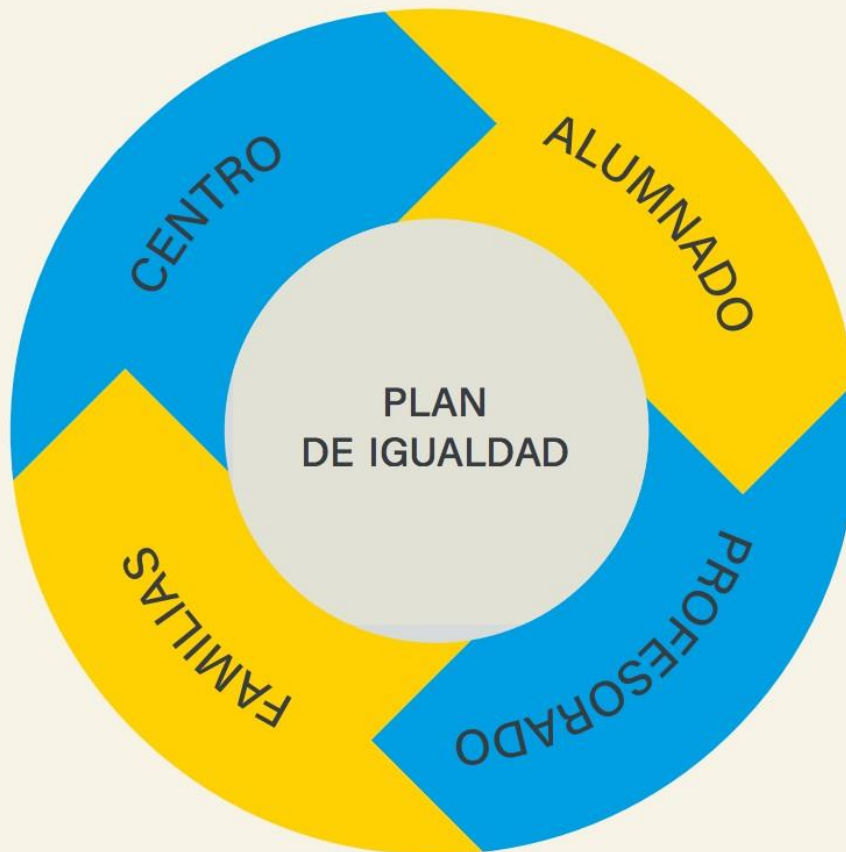 CENTRO
ALUMNADO
PROFESORADO
FAMILIAS
PLAN
DE IGUALDAD